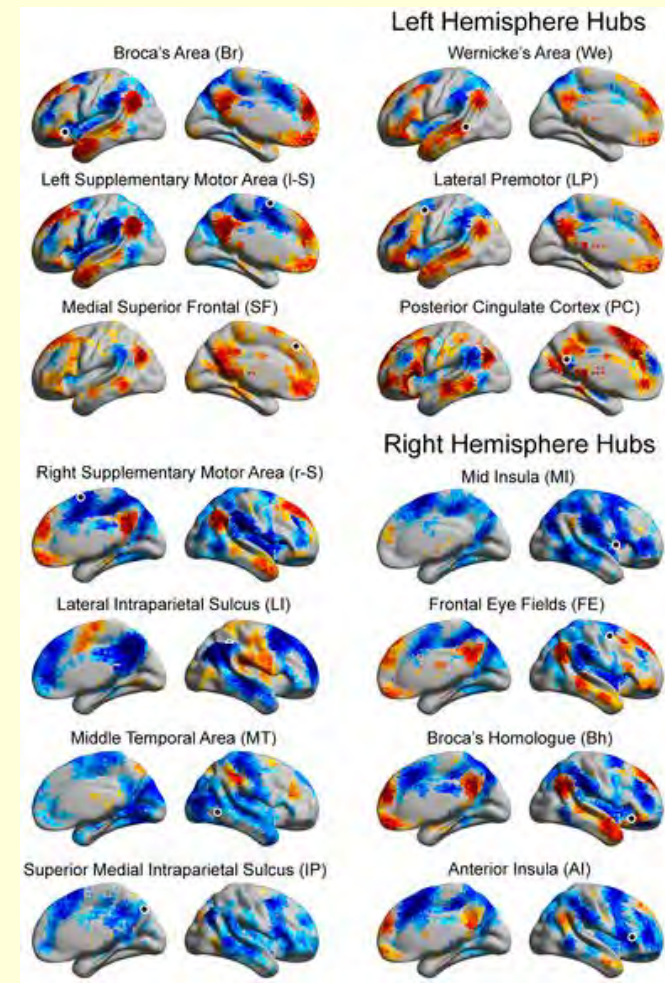 Left Hemisphere Hubs
Broca's Area (Br)
Wernicke's Area (We)
Left Supplementary Motor Area (l-S)
Lateral Premotor (LP)
Medial Superior Frontal (SF)
Posterior Cingulate Cortex (PC)
Right Hemisphere Hubs
Right Supplementary Motor Area (r-S)
Mid Insula (MI)
Lateral Intraparietal Sulcus (LI)
Frontal Eye Fields (FE)
Middle Temporal Area (MT)
Broca's Homologue (Bh)
Superior Medial Intraparietal Sulcus (IP)
Anterior Insula (AI)